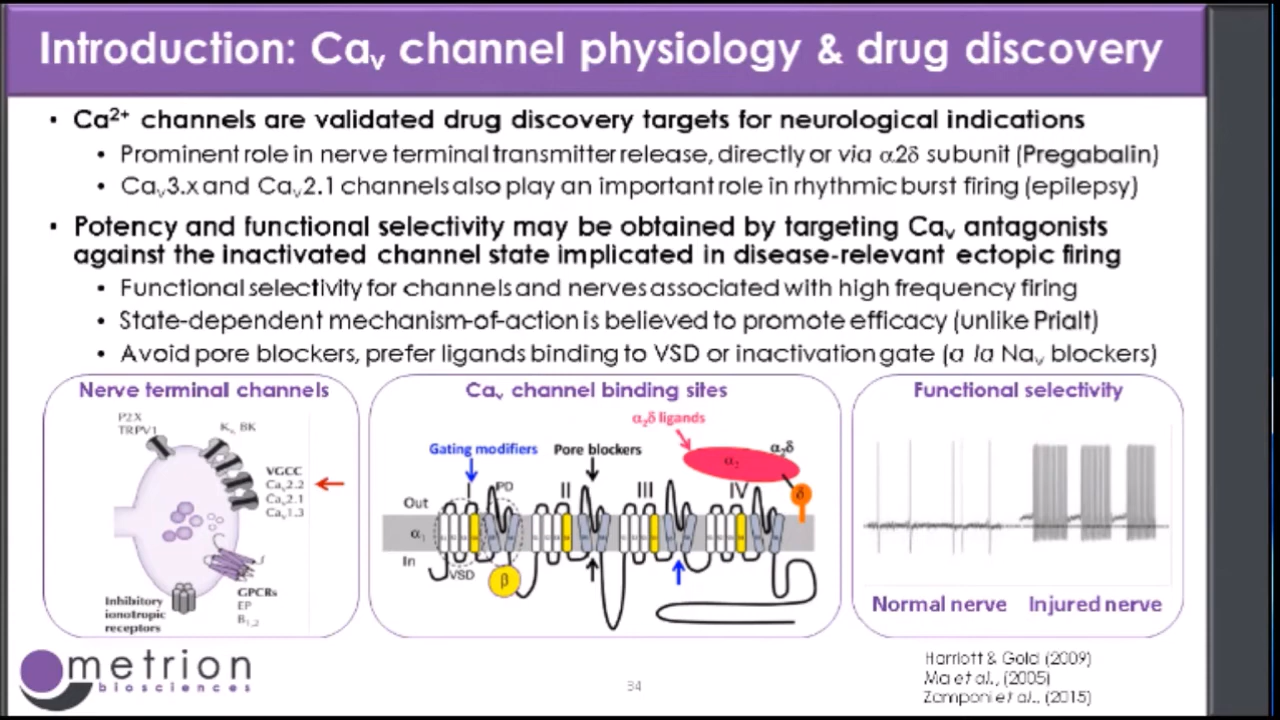 Introduction: Caᵥ channel physiology & drug discovery
Ca²⁺ channels are validated drug discovery targets for neurological indications
Prominent role in nerve terminal transmitter release, directly or via α2δ subunit (Pregabalin)
Caᵥ3.x and Caᵥ2.1 channels also play an important role in rhythmic burst firing (epilepsy)
Potency and functional selectivity may be obtained by targeting Caᵥ antagonists
against the inactivated channel state implicated in disease-relevant ectopic firing
Functional selectivity for channels and nerves associated with high frequency firing
State-dependent mechanism-of-action is believed to promote efficacy (unlike Prialt)
Avoid pore blockers, prefer ligands binding to VSD or inactivation gate (a la Naᵥ blockers)
Nerve terminal channels
P2X
TRPV1
Kᵥ BK
VGCC
Caᵥ2.2
Caᵥ2.1
Caᵥ1.3
GPCRs
EP
B₁,₂
Inhibitory
ionotropic
receptors
Caᵥ channel binding sites
α₂δ ligands
Gating modifiers
Pore blockers
α₂δ
α₂
δ
I
PD
II
III
IV
Out
α₁
In
VSD
β
Functional selectivity
Normal nerve
Injured nerve
metrion
biosciences
34
Harriott & Gold (2009)
Ma et al., (2005)
Zamponi et al., (2015)